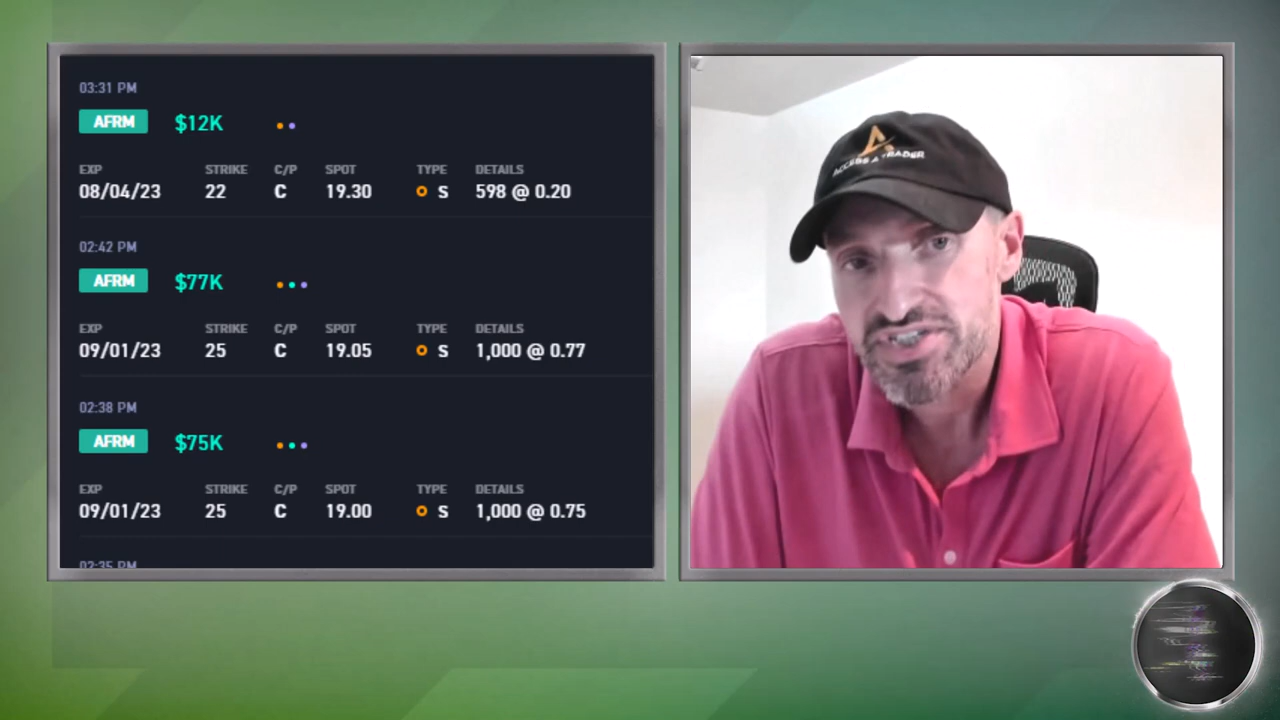 03:31 PM
AFRM $12K
EXP STRIKE C/P SPOT TYPE DETAILS
08/04/23 22 C 19.30 S 598 @ 0.20
02:42 PM
AFRM $77K
EXP STRIKE C/P SPOT TYPE DETAILS
09/01/23 25 C 19.05 S 1,000 @ 0.77
02:38 PM
AFRM $75K
EXP STRIKE C/P SPOT TYPE DETAILS
09/01/23 25 C 19.00 S 1,000 @ 0.75
02:35 PM
ACCESS A TRADER